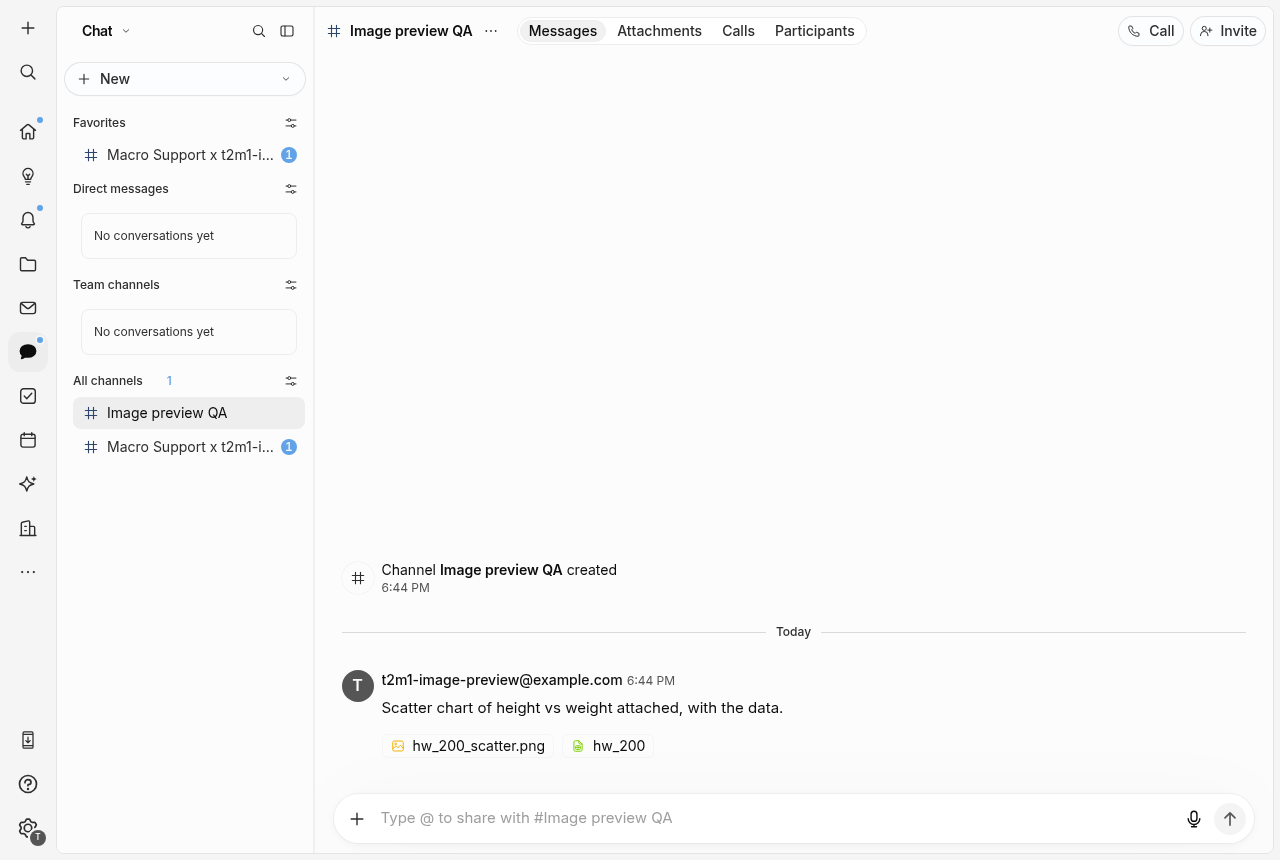 Chat
New
Favorites
Macro Support x t2m1-i... 1
Direct messages
No conversations yet
Team channels
No conversations yet
All channels 1
Image preview QA
Macro Support x t2m1-i... 1
T
Image preview QA ... Messages Attachments Calls Participants Call Invite
Channel Image preview QA created
6:44 PM
Today
T
t2m1-image-preview@example.com 6:44 PM
Scatter chart of height vs weight attached, with the data.
hw_200_scatter.png hw_200
Type @ to share with #Image preview QA